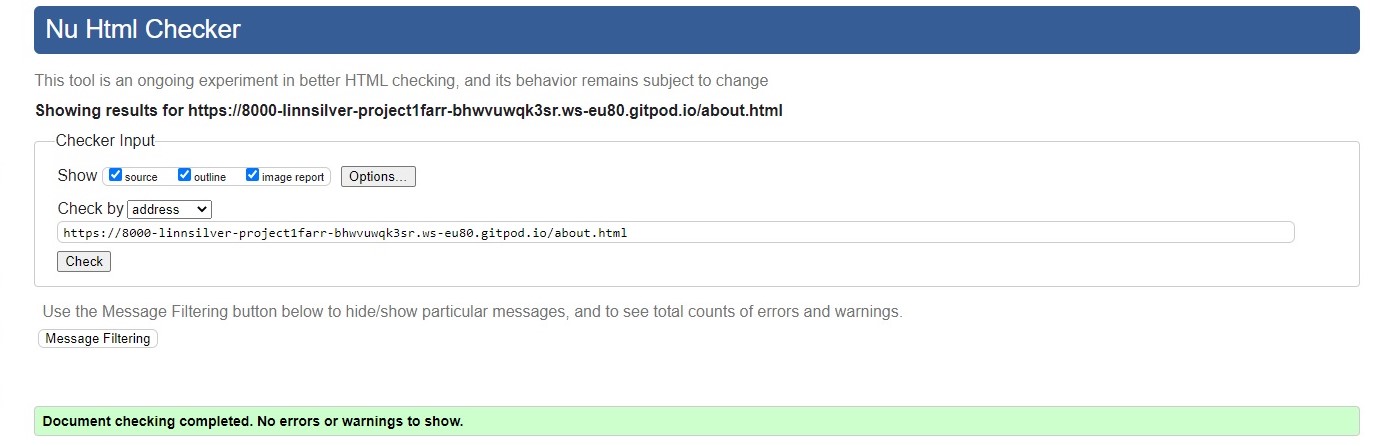 Nu Html Checker
This tool is an ongoing experiment in better HTML checking, and its behavior remains subject to change
Showing results for https://8000-linnsilver-project1farr-bhwvuwqk3sr.ws-eu80.gitpod.io/about.html
Checker Input
Show source outline image report Options...
Check by address
https://8000-linnsilver-project1farr-bhwvuwqk3sr.ws-eu80.gitpod.io/about.html
Check
Use the Message Filtering button below to hide/show particular messages, and to see total counts of errors and warnings.
Message Filtering
Document checking completed. No errors or warnings to show.